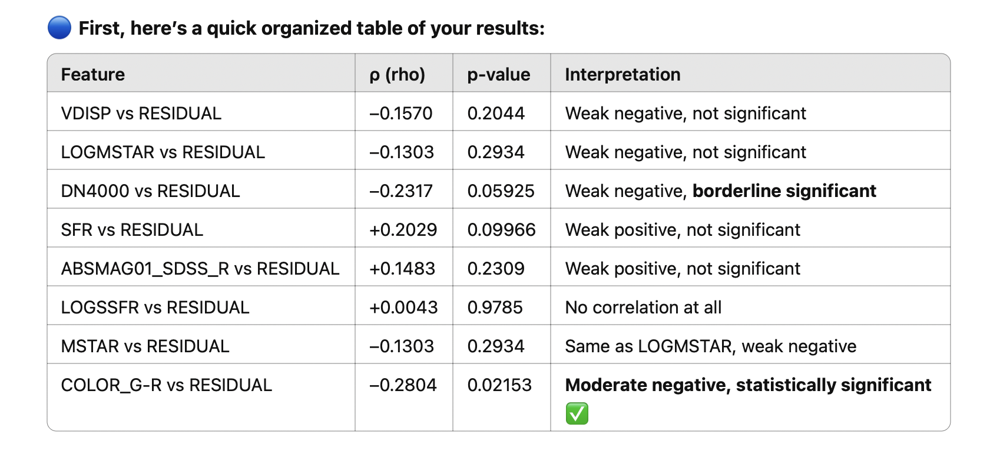 🔵 First, here’s a quick organized table of your results:
Feature ρ (rho) p-value Interpretation
VDISP vs RESIDUAL −0.1570 0.2044 Weak negative, not significant
LOGMSTAR vs RESIDUAL −0.1303 0.2934 Weak negative, not significant
DN4000 vs RESIDUAL −0.2317 0.05925 Weak negative, borderline significant
SFR vs RESIDUAL +0.2029 0.09966 Weak positive, not significant
ABSMAG01_SDSS_R vs RESIDUAL +0.1483 0.2309 Weak positive, not significant
LOGSSFR vs RESIDUAL +0.0043 0.9785 No correlation at all
MSTAR vs RESIDUAL −0.1303 0.2934 Same as LOGMSTAR, weak negative
COLOR_G-R vs RESIDUAL −0.2804 0.02153 Moderate negative, statistically significant
✅